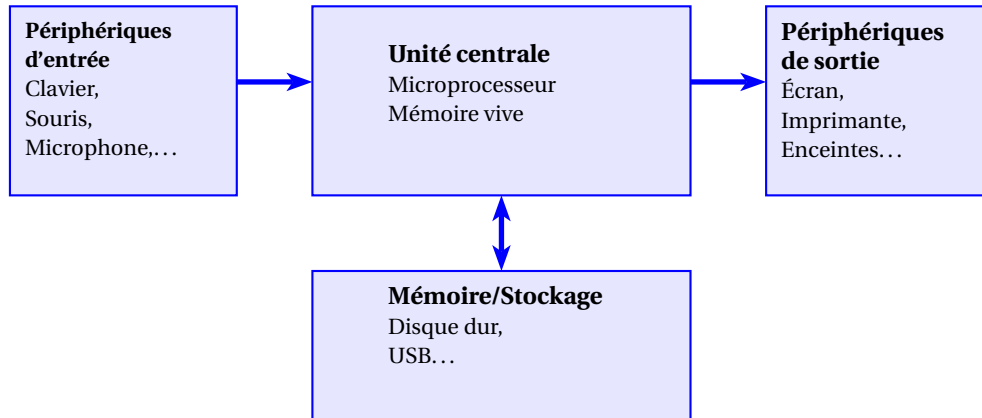 Périphériques
d'entrée
Clavier,
Souris,
Microphone,...
Unité centrale
Microprocesseur
Mémoire vive
Périphériques
de sortie
Écran,
Imprimante,
Enceintes...
Mémoire/Stockage
Disque dur,
USB...